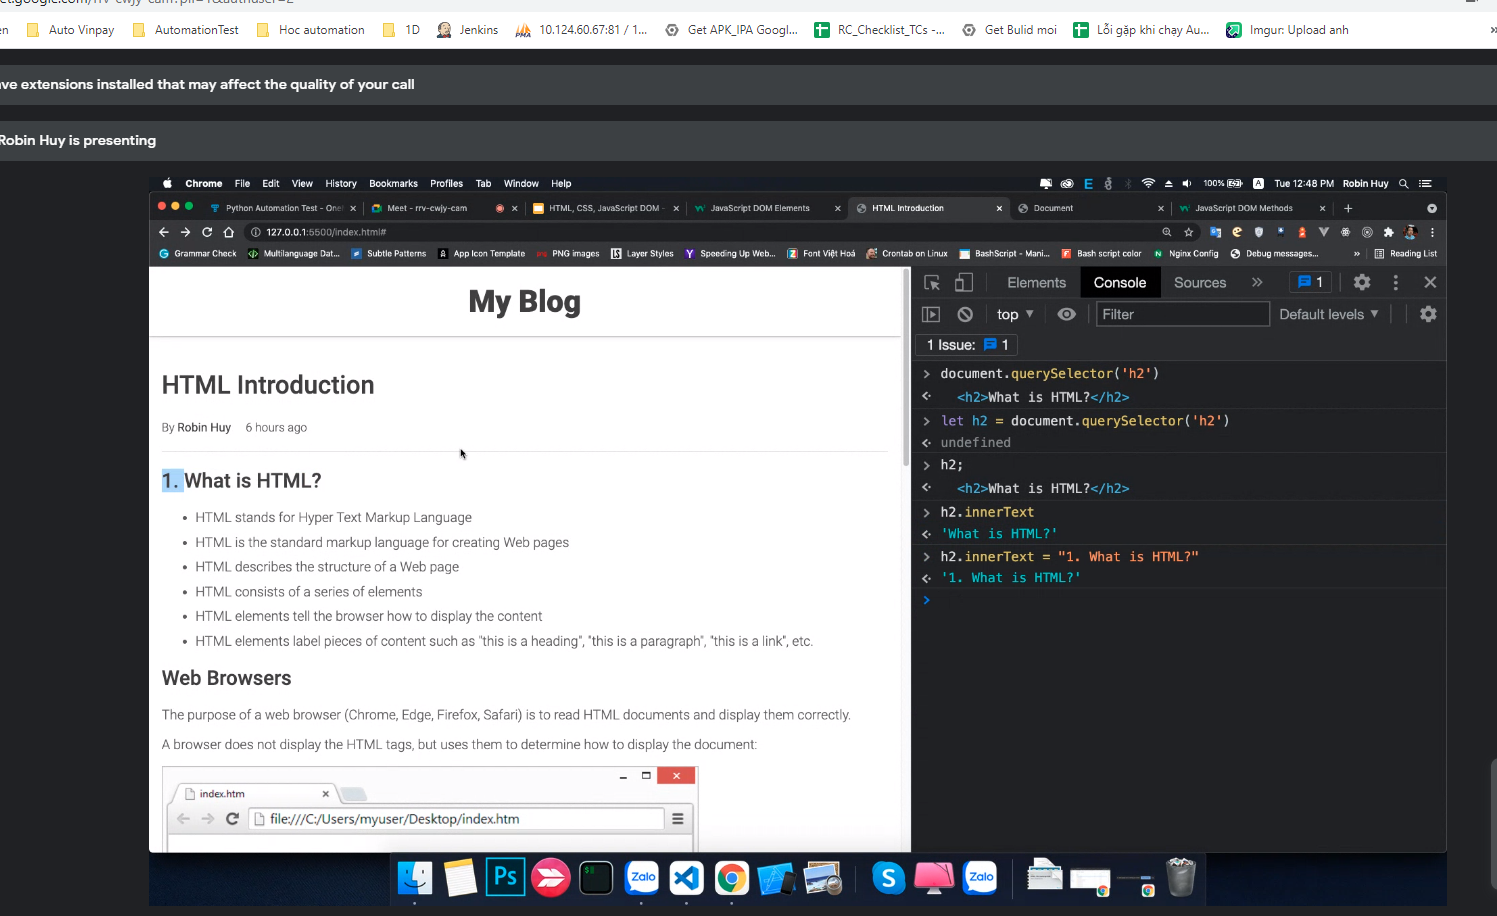 Auto Vinpay AutomationTest Hoc automation 1D Jenkins 10.124.60.67:81 / 1... Get APK_IPA Googl... RC_Checklist_TCs -... Get Bulid moi Lỗi gặp khi chạy Au... Imgur: Upload anh »
ve extensions installed that may affect the quality of your call
Robin Huy is presenting
Chrome File Edit View History Bookmarks Profiles Tab Window Help 100% A Tue 12:48 PM Robin Huy
Python Automation Test - One Meet - rrv-cwjy-cam HTML, CSS, JavaScript DOM - JavaScript DOM Elements HTML Introduction Document JavaScript DOM Methods
127.0.0.1:5500/index.html#
Grammar Check Multilanguage Dat... Subtle Patterns App Icon Template PNG images Layer Styles Speeding Up Web... Font Việt Hoá Crontab on Linux BashScript - Mani... Bash script color Nginx Config Debug messages... » Reading List
My Blog
HTML Introduction
By Robin Huy 6 hours ago
1. What is HTML?
• HTML stands for Hyper Text Markup Language
• HTML is the standard markup language for creating Web pages
• HTML describes the structure of a Web page
• HTML consists of a series of elements
• HTML elements tell the browser how to display the content
• HTML elements label pieces of content such as "this is a heading", "this is a paragraph", "this is a link", etc.
Web Browsers
The purpose of a web browser (Chrome, Edge, Firefox, Safari) is to read HTML documents and display them correctly.
A browser does not display the HTML tags, but uses them to determine how to display the document:
index.htm
file:///C:/Users/myuser/Desktop/index.htm
Elements Console Sources » 1
top Filter Default levels
1 Issue: 1
document.querySelector('h2')
<h2>What is HTML?</h2>
let h2 = document.querySelector('h2')
undefined
h2;
<h2>What is HTML?</h2>
h2.innerText
'What is HTML?'
h2.innerText = "1. What is HTML?"
'1. What is HTML?'
Ps Zalo Zalo